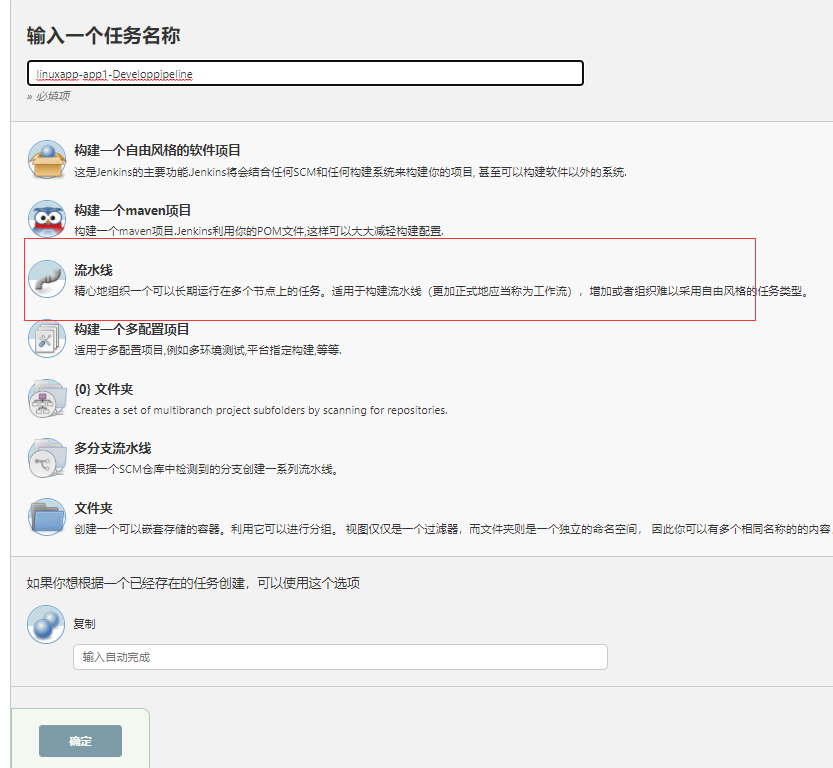 输入一个任务名称
linuxapp-app1-Developpipeline
» 必填项
构建一个自由风格的软件项目
这是Jenkins的主要功能.Jenkins将会结合任何SCM和任何构建系统来构建你的项目, 甚至可以构建软件以外的系统.
构建一个maven项目
构建一个maven项目.Jenkins利用你的POM文件,这样可以大大减轻构建配置.
流水线
精心地组织一个可以长期运行在多个节点上的任务。适用于构建流水线（更加正式地应当称为工作流），增加或者组织难以采用自由风格的任务类型。
构建一个多配置项目
适用于多配置项目,例如多环境测试,平台指定构建,等等.
{0} 文件夹
Creates a set of multibranch project subfolders by scanning for repositories.
多分支流水线
根据一个SCM仓库中检测到的分支创建一系列流水线。
文件夹
创建一个可以嵌套存储的容器。利用它可以进行分组。 视图仅仅是一个过滤器，而文件夹则是一个独立的命名空间， 因此你可以有多个相同名称的的内容
如果你想根据一个已经存在的任务创建，可以使用这个选项
复制
输入自动完成
确定